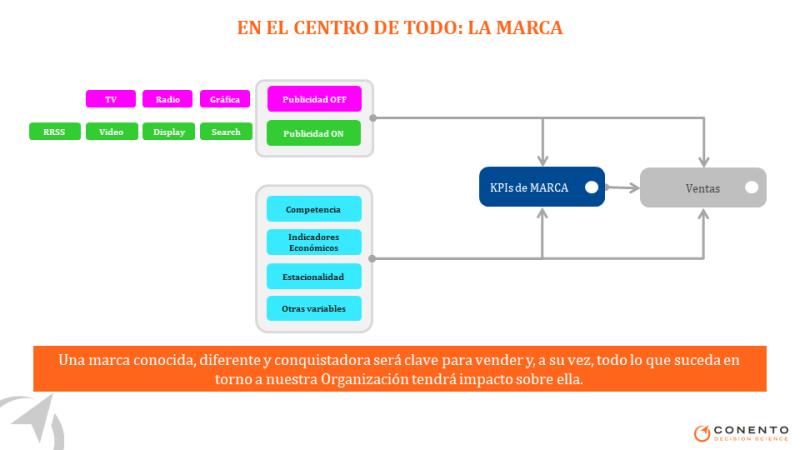 EN EL CENTRO DE TODO: LA MARCA
TV
Radio
Gráfica
Publicidad OFF
RRSS
Video
Display
Search
Publicidad ON
KPIs de MARCA
Ventas
Competencia
Indicadores
Económicos
Estacionalidad
Otras variables
Una marca conocida, diferente y conquistadora será clave para vender y, a su vez, todo lo que suceda en
torno a nuestra Organización tendrá impacto sobre ella.
CONENTO
DECISION SCIENCE